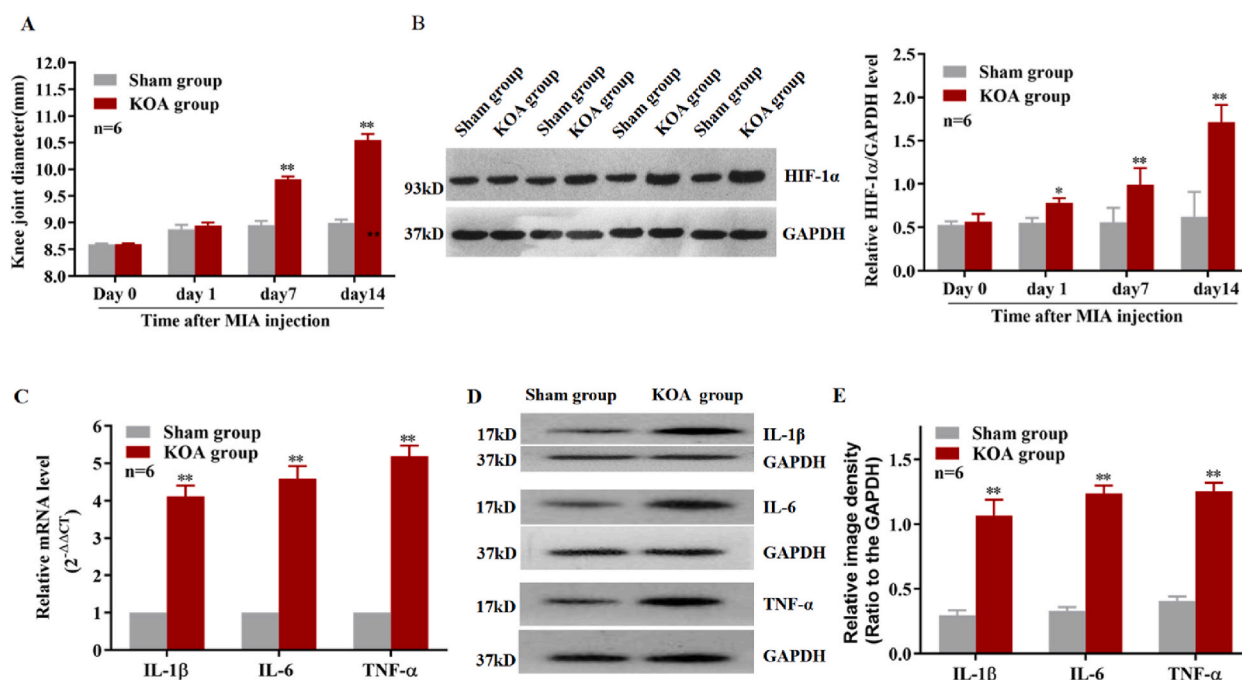 A
Knee joint diameter(mm)
12.0
11.5
11.0
10.5
10.0
9.5
9.0
8.5
8.0
Sham group
KOA group
n=6
**
**
**
Day 0 day 1 day7 day14
Time after MIA injection
B
Sham group KOA group Sham group KOA group Sham group KOA group Sham group KOA group
93kD HIF-1α
37kD GAPDH
Relative HIF-1α/GAPDH level
2.5
2.0
1.5
1.0
0.5
0.0
Sham group
KOA group
n=6
*
**
**
Day 0 day 1 day7 day14
Time after MIA injection
C
Relative mRNA level
(2-ΔΔCT)
6
5
4
3
2
1
0
Sham group
KOA group
n=6
** ** **
IL-1β IL-6 TNF-α
D
Sham group KOA group
17kD IL-1β
37kD GAPDH
17kD IL-6
37kD GAPDH
17kD TNF-α
37kD GAPDH
E
Relative image density
(Ratio to the GAPDH)
1.5
1.0
0.5
0.0
Sham group
KOA group
n=6
** ** **
IL-1β IL-6 TNF-α